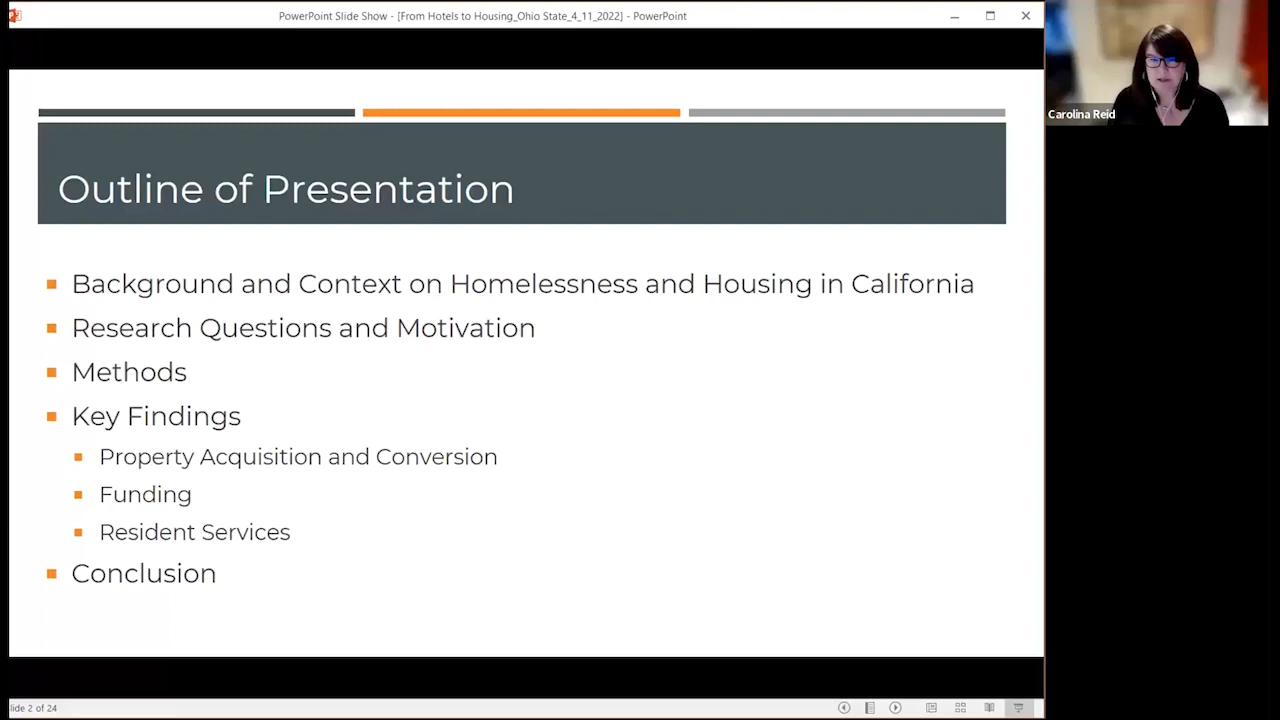 PowerPoint Slide Show - [From Hotels to Housing_Ohio State_4_11_2022] - PowerPoint
Carolina Reid
Outline of Presentation
Background and Context on Homelessness and Housing in California
Research Questions and Motivation
Methods
Key Findings
Property Acquisition and Conversion
Funding
Resident Services
Conclusion
lide 2 of 24